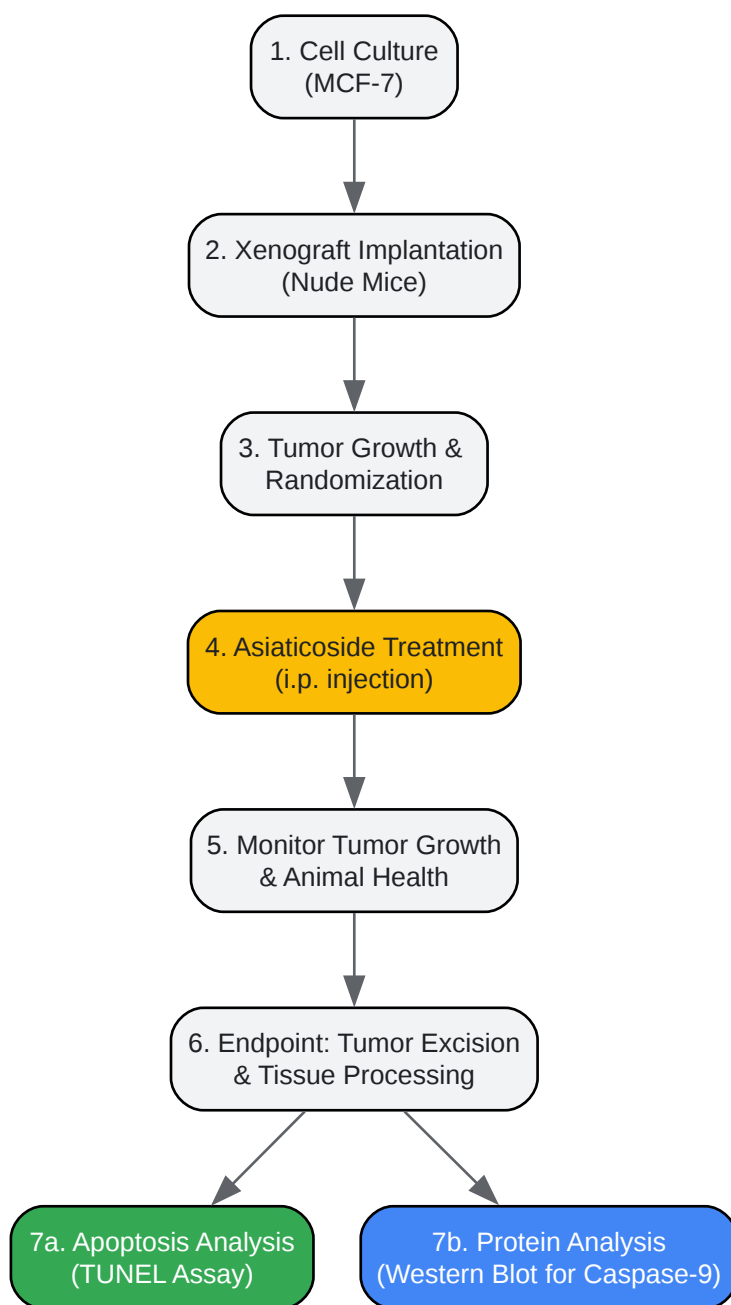 1. Cell Culture
(MCF-7)
2. Xenograft Implantation
(Nude Mice)
3. Tumor Growth &
Randomization
4. Asiaticoside Treatment
(i.p. injection)
5. Monitor Tumor Growth
& Animal Health
6. Endpoint: Tumor Excision
& Tissue Processing
7a. Apoptosis Analysis
(TUNEL Assay)
7b. Protein Analysis
(Western Blot for Caspase-9)